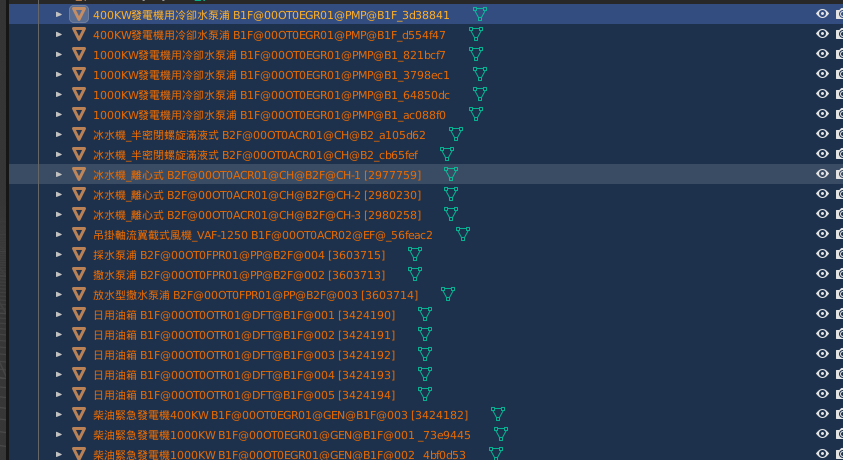 400KW發電機用冷卻水泵浦 B1F@00OT0EGR01@PMP@B1F_3d38841
400KW發電機用冷卻水泵浦 B1F@00OT0EGR01@PMP@B1F_d554f47
1000KW發電機用冷卻水泵浦 B1F@00OT0EGR01@PMP@B1_821bcf7
1000KW發電機用冷卻水泵浦 B1F@00OT0EGR01@PMP@B1_3798ec1
1000KW發電機用冷卻水泵浦 B1F@00OT0EGR01@PMP@B1_64850dc
1000KW發電機用冷卻水泵浦 B1F@00OT0EGR01@PMP@B1_ac088f0
冰水機_半密閉螺旋滿液式 B2F@00OT0ACR01@CH@B2_a105d62
冰水機_半密閉螺旋滿液式 B2F@00OT0ACR01@CH@B2_cb65fef
冰水機_離心式 B2F@00OT0ACR01@CH@B2F@CH-1 [2977759]
冰水機_離心式 B2F@00OT0ACR01@CH@B2F@CH-2 [2980230]
冰水機_離心式 B2F@00OT0ACR01@CH@B2F@CH-3 [2980258]
吊掛軸流翼截式風機_VAF-1250 B1F@00OT0ACR02@EF@_56feac2
採水泵浦 B2F@00OT0FPR01@PP@B2F@004 [3603715]
撒水泵浦 B2F@00OT0FPR01@PP@B2F@002 [3603713]
放水型撒水泵浦 B2F@00OT0FPR01@PP@B2F@003 [3603714]
日用油箱 B1F@00OT0OTR01@DFT@B1F@001 [3424190]
日用油箱 B1F@00OT0OTR01@DFT@B1F@002 [3424191]
日用油箱 B1F@00OT0OTR01@DFT@B1F@003 [3424192]
日用油箱 B1F@00OT0OTR01@DFT@B1F@004 [3424193]
日用油箱 B1F@00OT0OTR01@DFT@B1F@005 [3424194]
柴油緊急發電機400KW B1F@00OT0EGR01@GEN@B1F@003 [3424182]
柴油緊急發電機1000KW B1F@00OT0EGR01@GEN@B1F@001 _73e9445
柴油緊急發電機1000KW B1F@00OT0EGR01@GEN@B1F@002 _4bf0d53